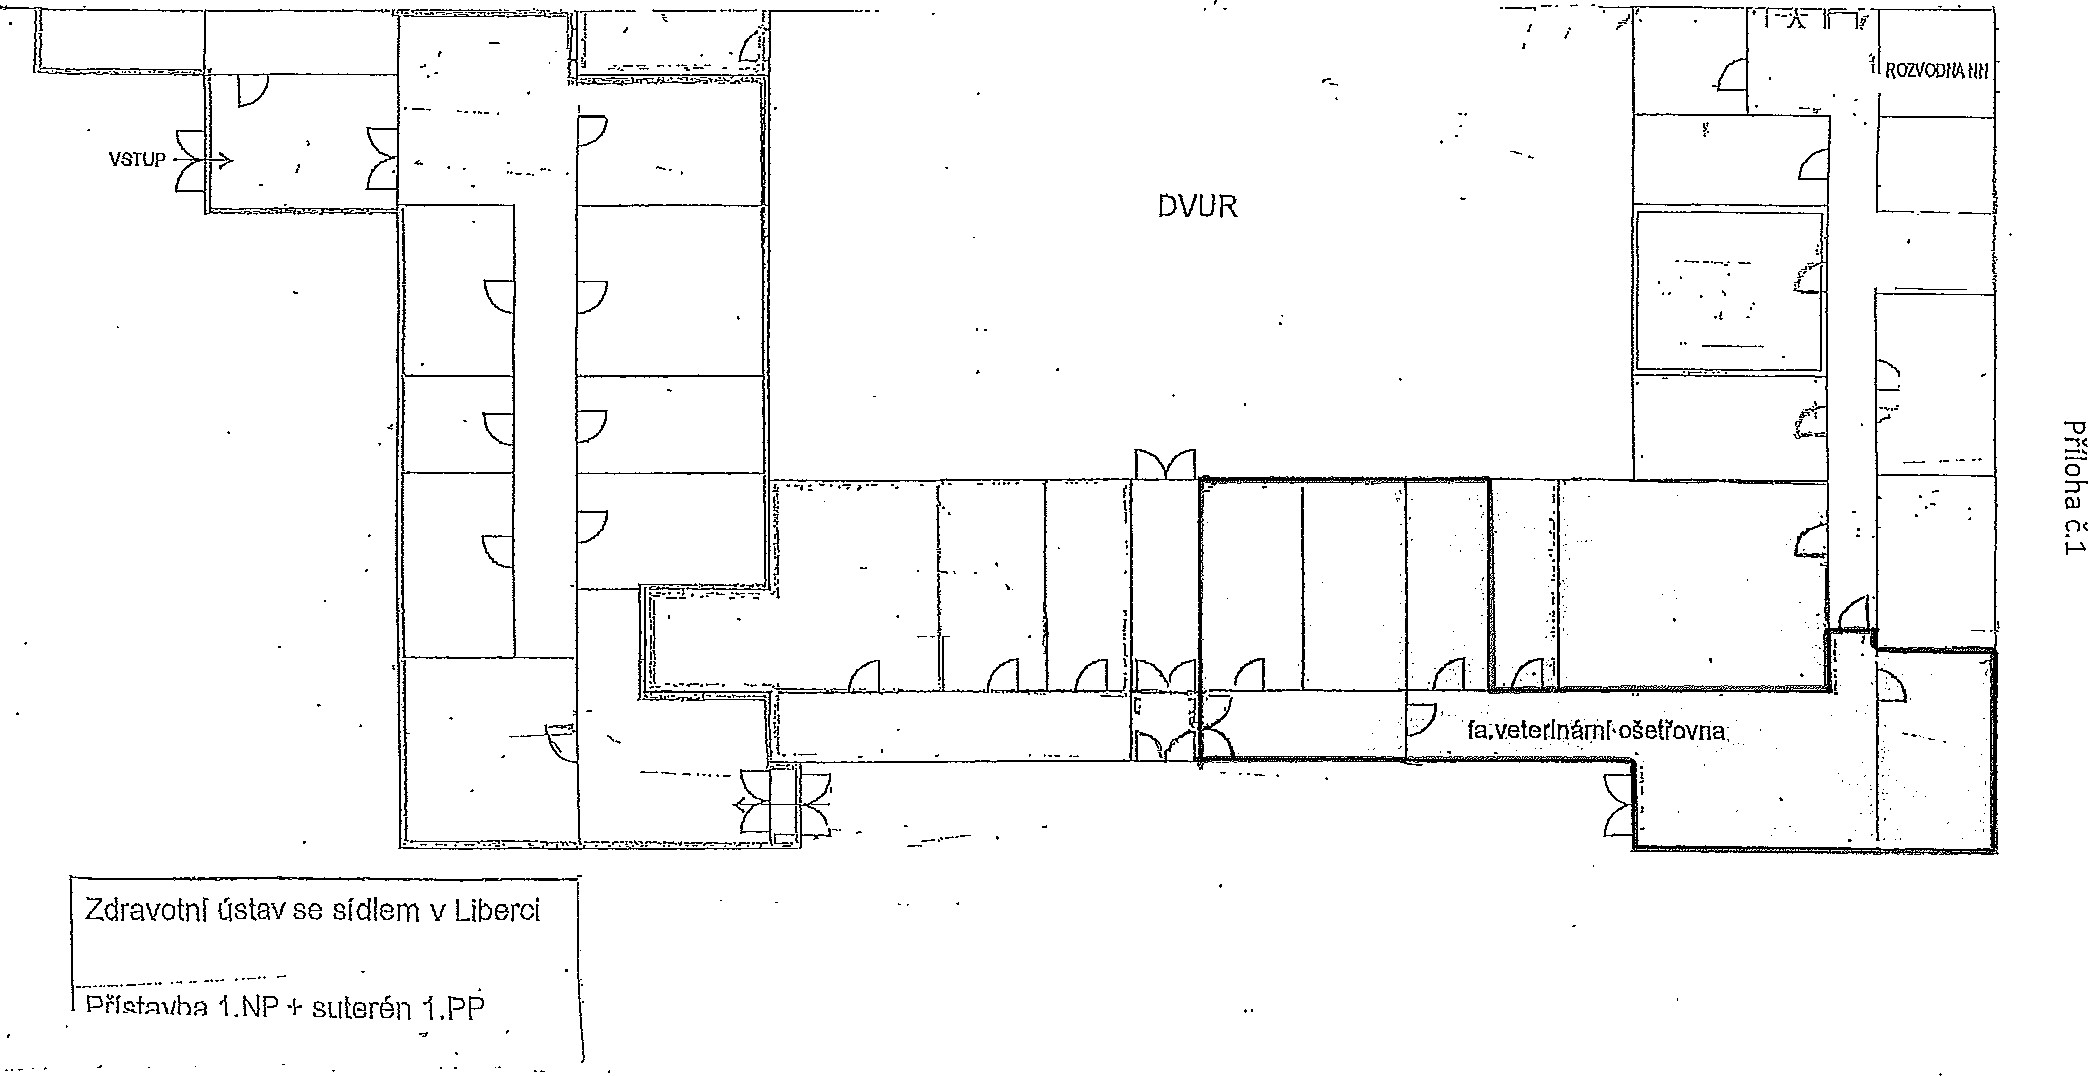 ROZVODNA NN
VSTUP
DVUR
Příloha č.1
fa.veterinární ošetřovna
Zdravotní ústav se sídlem v Liberci
Přístavba 1.NP + suterén 1.PP